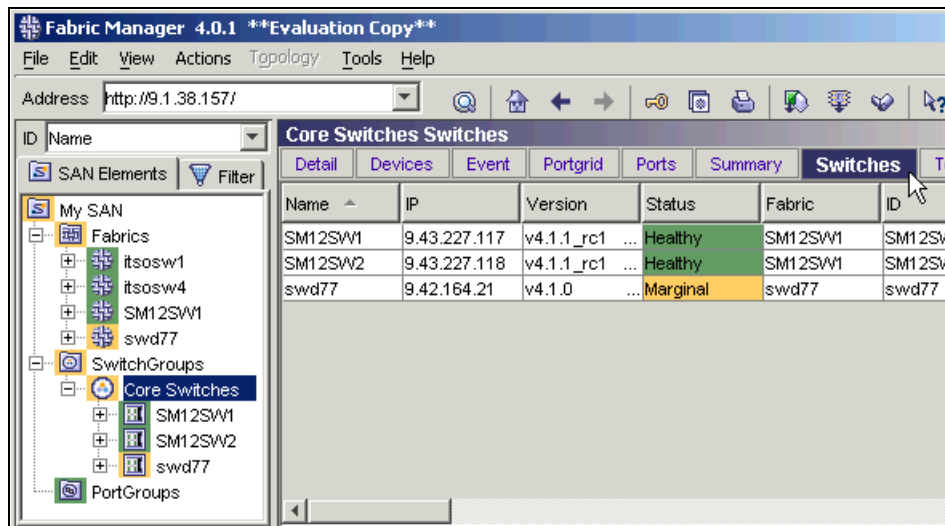 Fabric Manager 4.0.1 **Evaluation Copy**
File Edit View Actions Topology Tools Help
Address http://9.1.38.157/
ID Name
SAN Elements Filter
My SAN
Fabrics
itsosw1
itsosw4
SM12SW1
swd77
SwitchGroups
Core Switches
SM12SW1
SM12SW2
swd77
PortGroups
Core Switches Switches
Detail Devices Event Portgrid Ports Summary Switches T
Name IP Version Status Fabric ID
SM12SW1 9.43.227.117 v4.1.1_rc1 ... Healthy SM12SW1 SM12SW
SM12SW2 9.43.227.118 v4.1.1_rc1 ... Healthy SM12SW1 SM12SW
swd77 9.42.164.21 v4.1.0 ... Marginal swd77 swd77